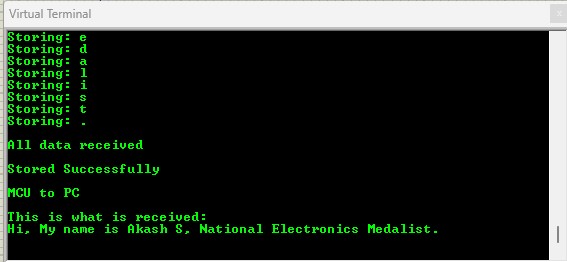 Virtual Terminal
x
Storing: e
Storing: d
Storing: a
Storing: l
Storing: i
Storing: s
Storing: t
Storing: .
All data received
Stored Successfully
MCU to PC
This is what is received:
Hi, My name is Akash S, National Electronics Medalist.